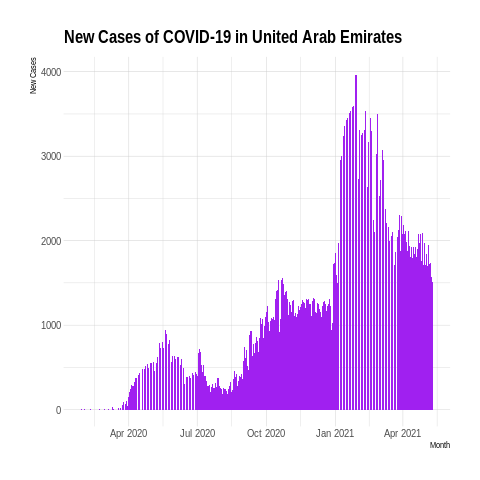 New Cases of COVID-19 in United Arab Emirates
New Cases
4000
3000
2000
1000
0
Apr 2020 Jul 2020 Oct 2020 Jan 2021 Apr 2021
Month